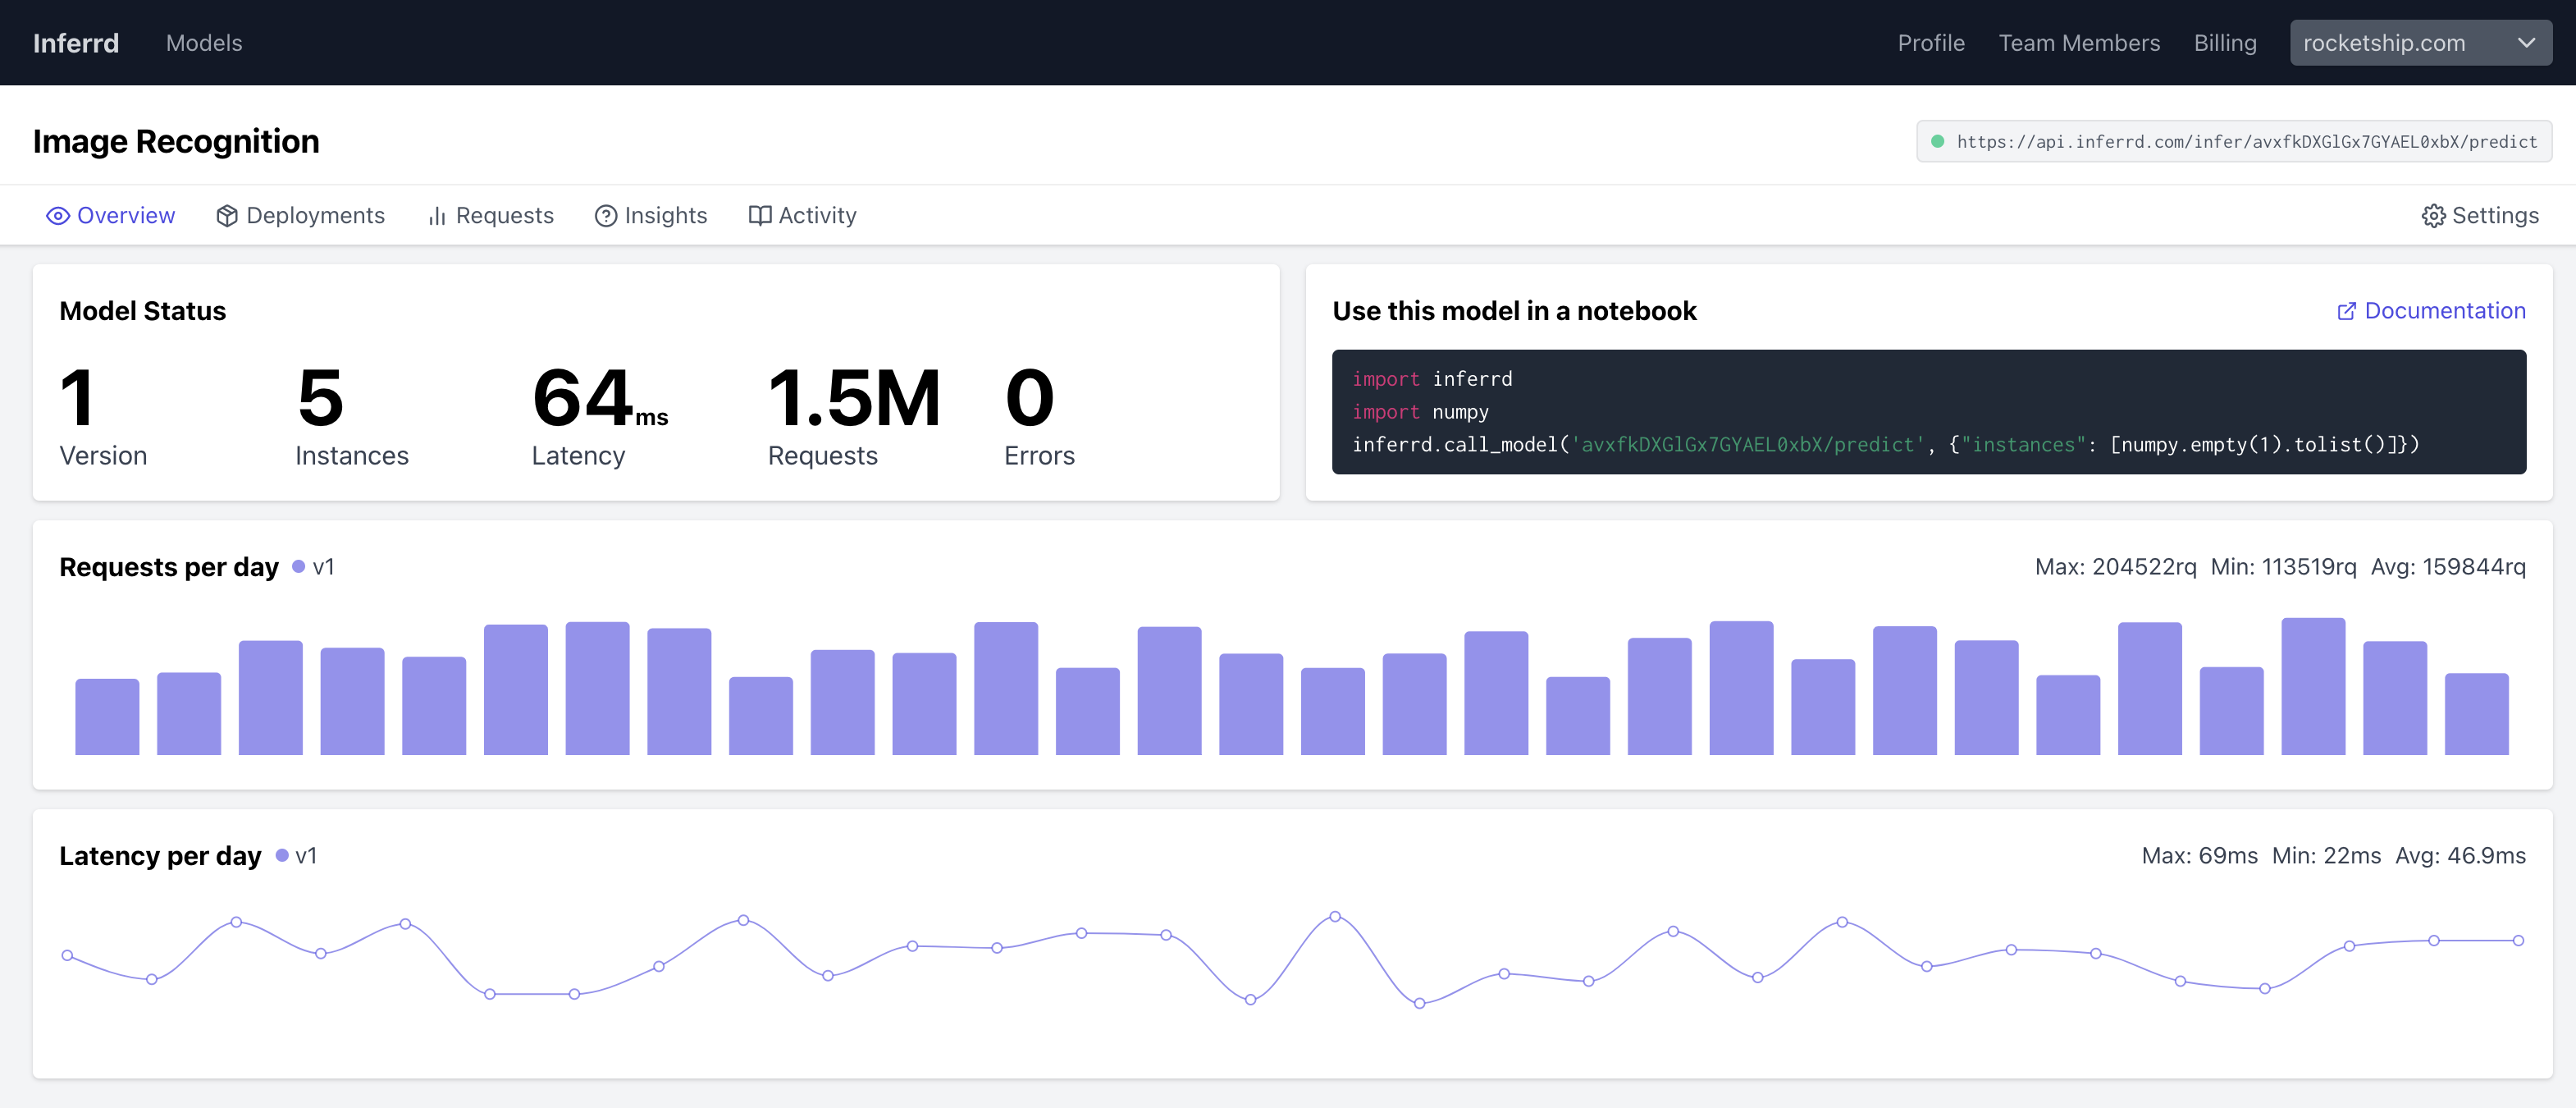 Inferrd Models Profile Team Members Billing rocketship.com
Image Recognition https://api.inferrd.com/infer/avxfkDXGlGx7GYAEL0xbX/predict
Overview Deployments Requests Insights Activity Settings
Model Status
1 5 64ms 1.5M 0
Version Instances Latency Requests Errors
Use this model in a notebook Documentation
import inferrd
import numpy
inferrd.call_model('avxfkDXGlGx7GYAEL0xbX/predict', {"instances": [numpy.empty(1).tolist()]})
Requests per day v1 Max: 204522rq Min: 113519rq Avg: 159844rq
Latency per day v1 Max: 69ms Min: 22ms Avg: 46.9ms